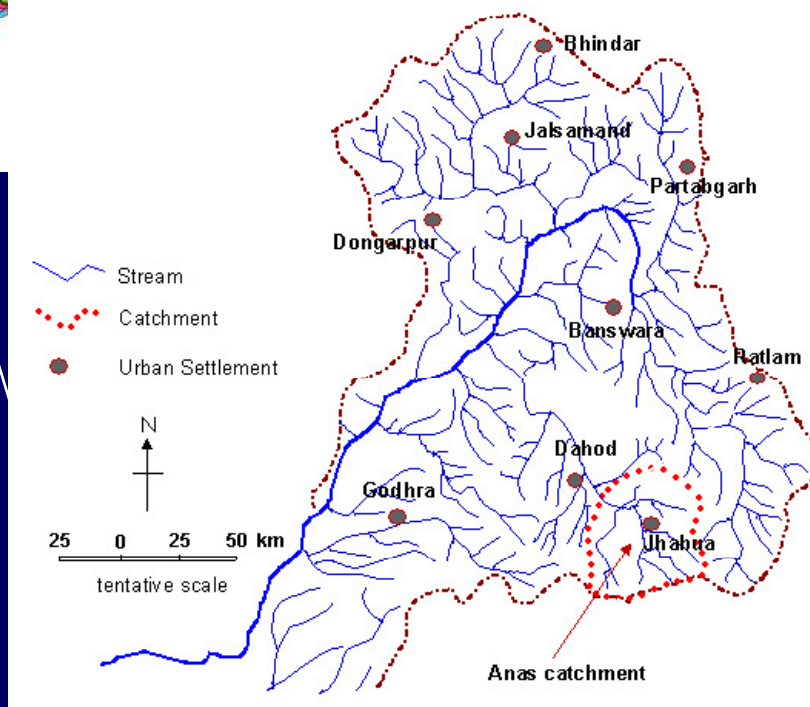 Bhindar
Jalsamand
Partabgarh
Dongarpur
Stream
Catchment
Banswara
Urban Settlement
Ratlam
N
Dahod
Godhra
Jhabua
25 0 25 50 km
tentative scale
Anas catchment